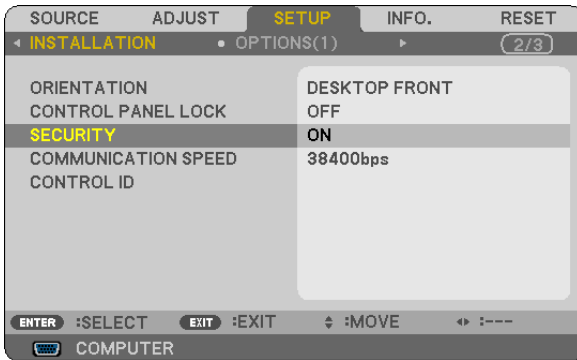 SOURCE ADJUST SETUP INFO. RESET
INSTALLATION OPTIONS(1) 2/3
ORIENTATION DESKTOP FRONT
CONTROL PANEL LOCK OFF
SECURITY ON
COMMUNICATION SPEED 38400bps
CONTROL ID
ENTER :SELECT EXIT :EXIT :MOVE :---
COMPUTER